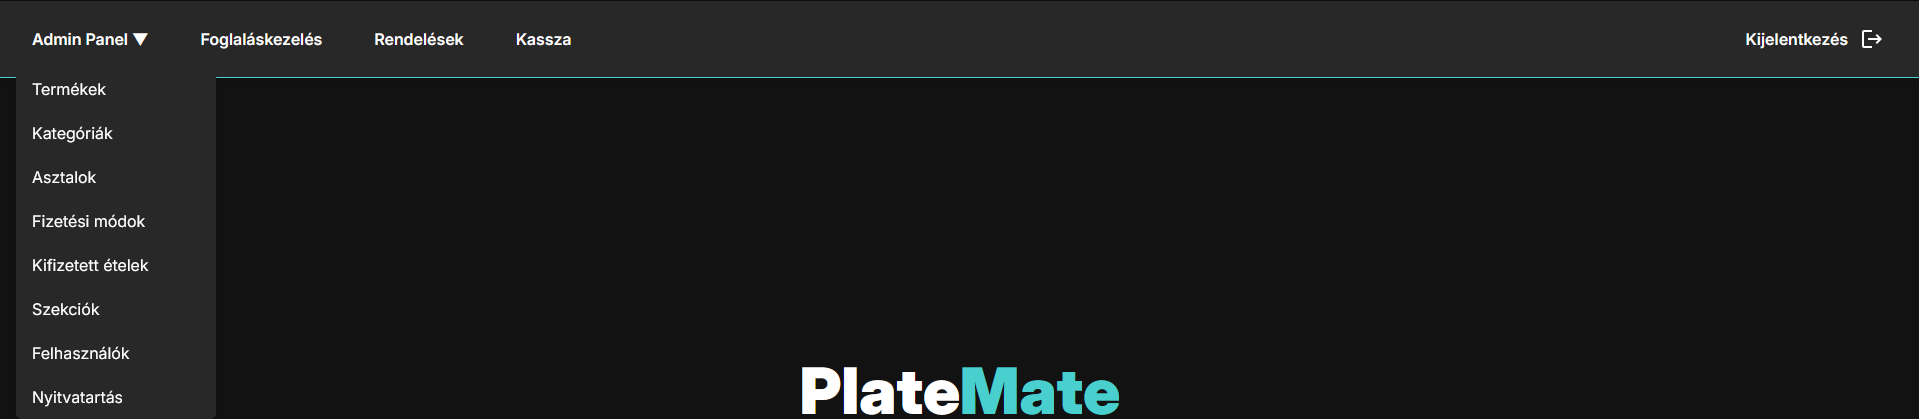 Admin Panel ▼ Foglaláskezelés Rendelések Kassza Kijelentkezés
Termékek
Kategóriák
Asztalok
Fizetési módok
Kifizetett ételek
Szekciók
Felhasználók
Nyitvatartás
PlateMate